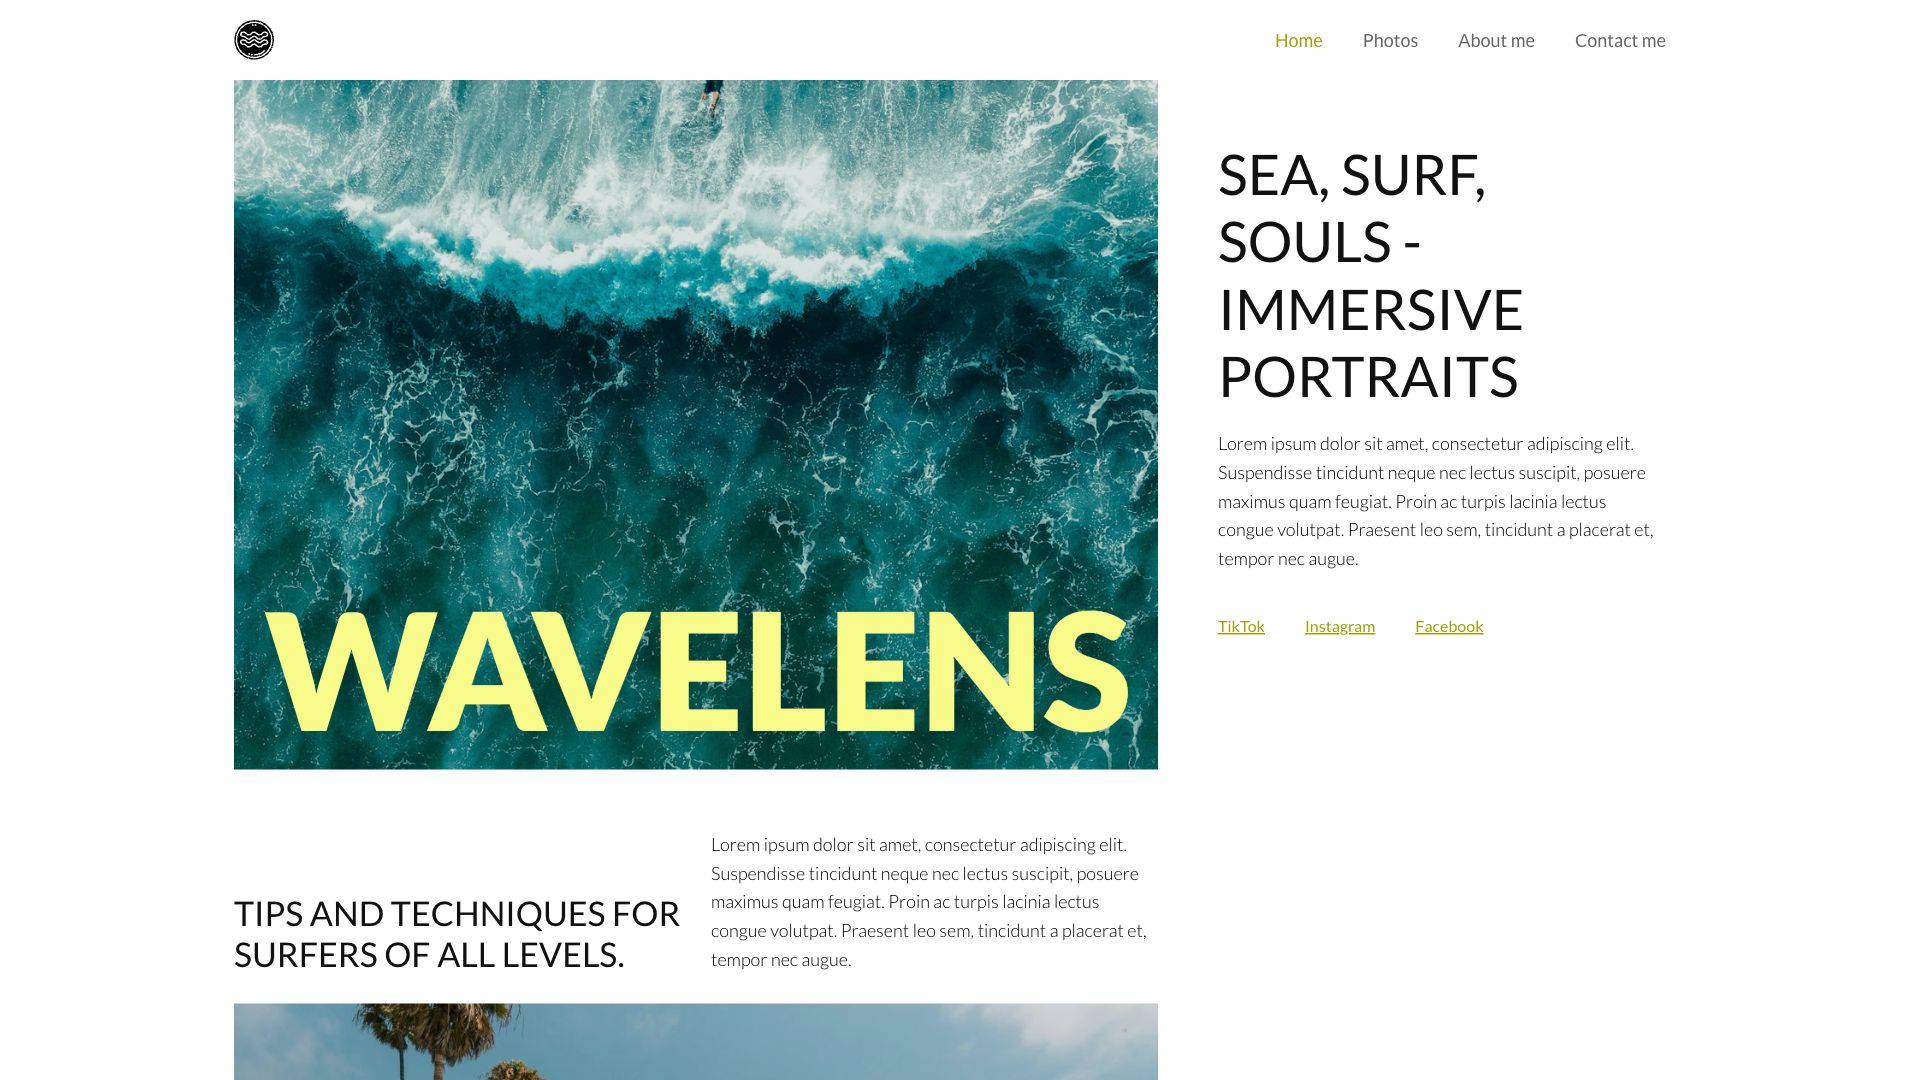 Home
Photos
About me
Contact me
SEA, SURF,
SOULS -
IMMERSIVE
PORTRAITS
Lorem ipsum dolor sit amet, consectetur adipiscing elit.
Suspendisse tincidunt neque nec lectus suscipit, posuere
maximus quam feugiat. Proin ac turpis lacinia lectus
congue volutpat. Praesent leo sem, tincidunt a placerat et,
tempor nec augue.
TikTok
Instagram
Facebook
WAVELENS
TIPS AND TECHNIQUES FOR
SURFERS OF ALL LEVELS.
Lorem ipsum dolor sit amet, consectetur adipiscing elit.
Suspendisse tincidunt neque nec lectus suscipit, posuere
maximus quam feugiat. Proin ac turpis lacinia lectus
congue volutpat. Praesent leo sem, tincidunt a placerat et,
tempor nec augue.